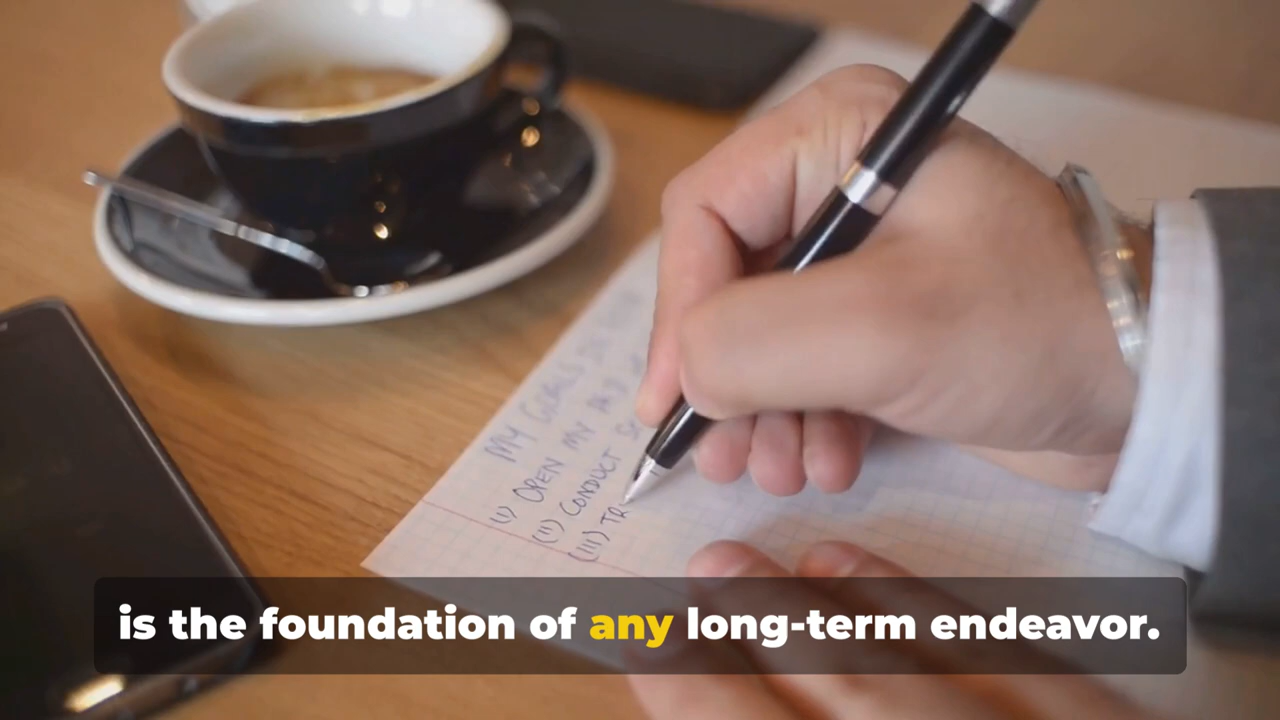 MY GOALS
(I) OPEN MY
(II) CONDUCT
(III) TR
is the foundation of any long-term endeavor.